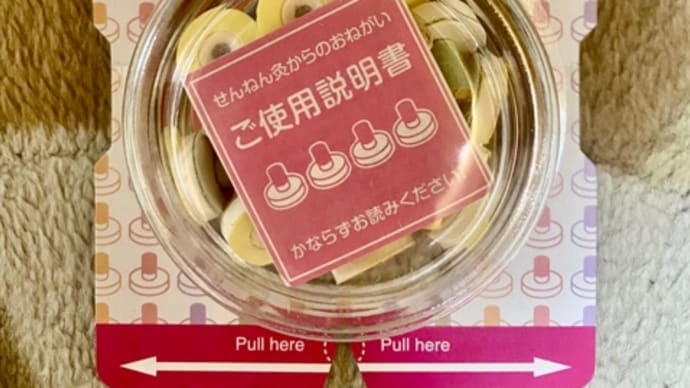 せんねん灸からのおねがい
ご使用説明書
かならずお読みください
Pull here Pull here